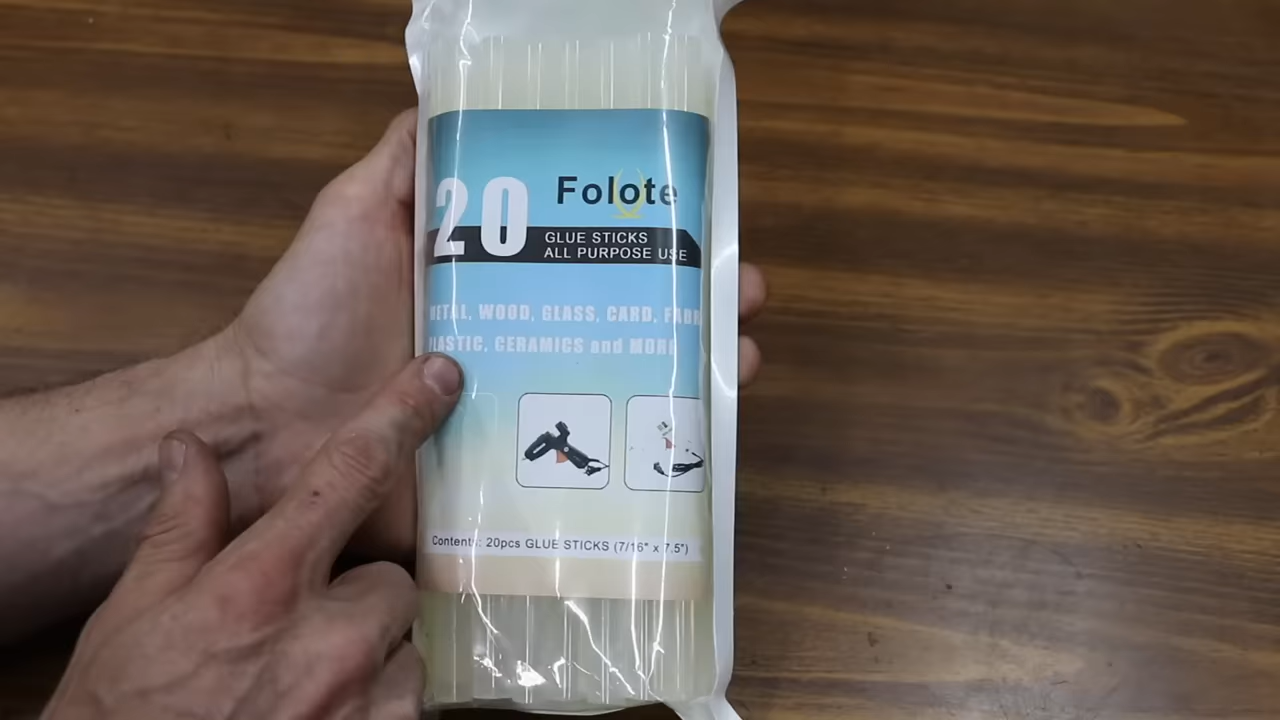 20
Folote
GLUE STICKS
ALL PURPOSE USE
METAL, WOOD, GLASS, CARD,
PLASTIC, CERAMICS and MORE
Contents: 20pcs GLUE STICKS (7/16" x 7.5")